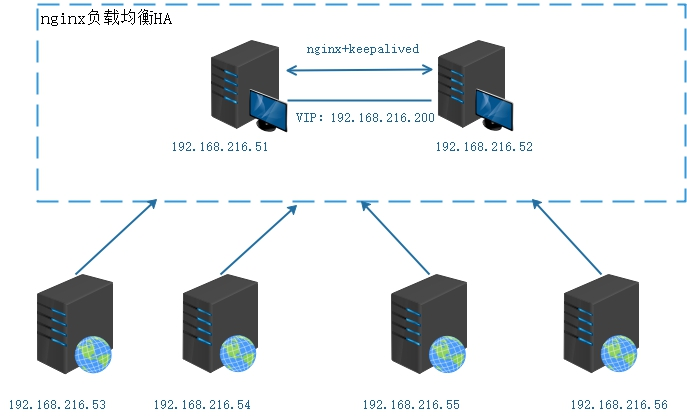 nginx负载均衡HA
nginx+keepalived
VIP: 192.168.216.200
192.168.216.51
192.168.216.52
192.168.216.53
192.168.216.54
192.168.216.55
192.168.216.56